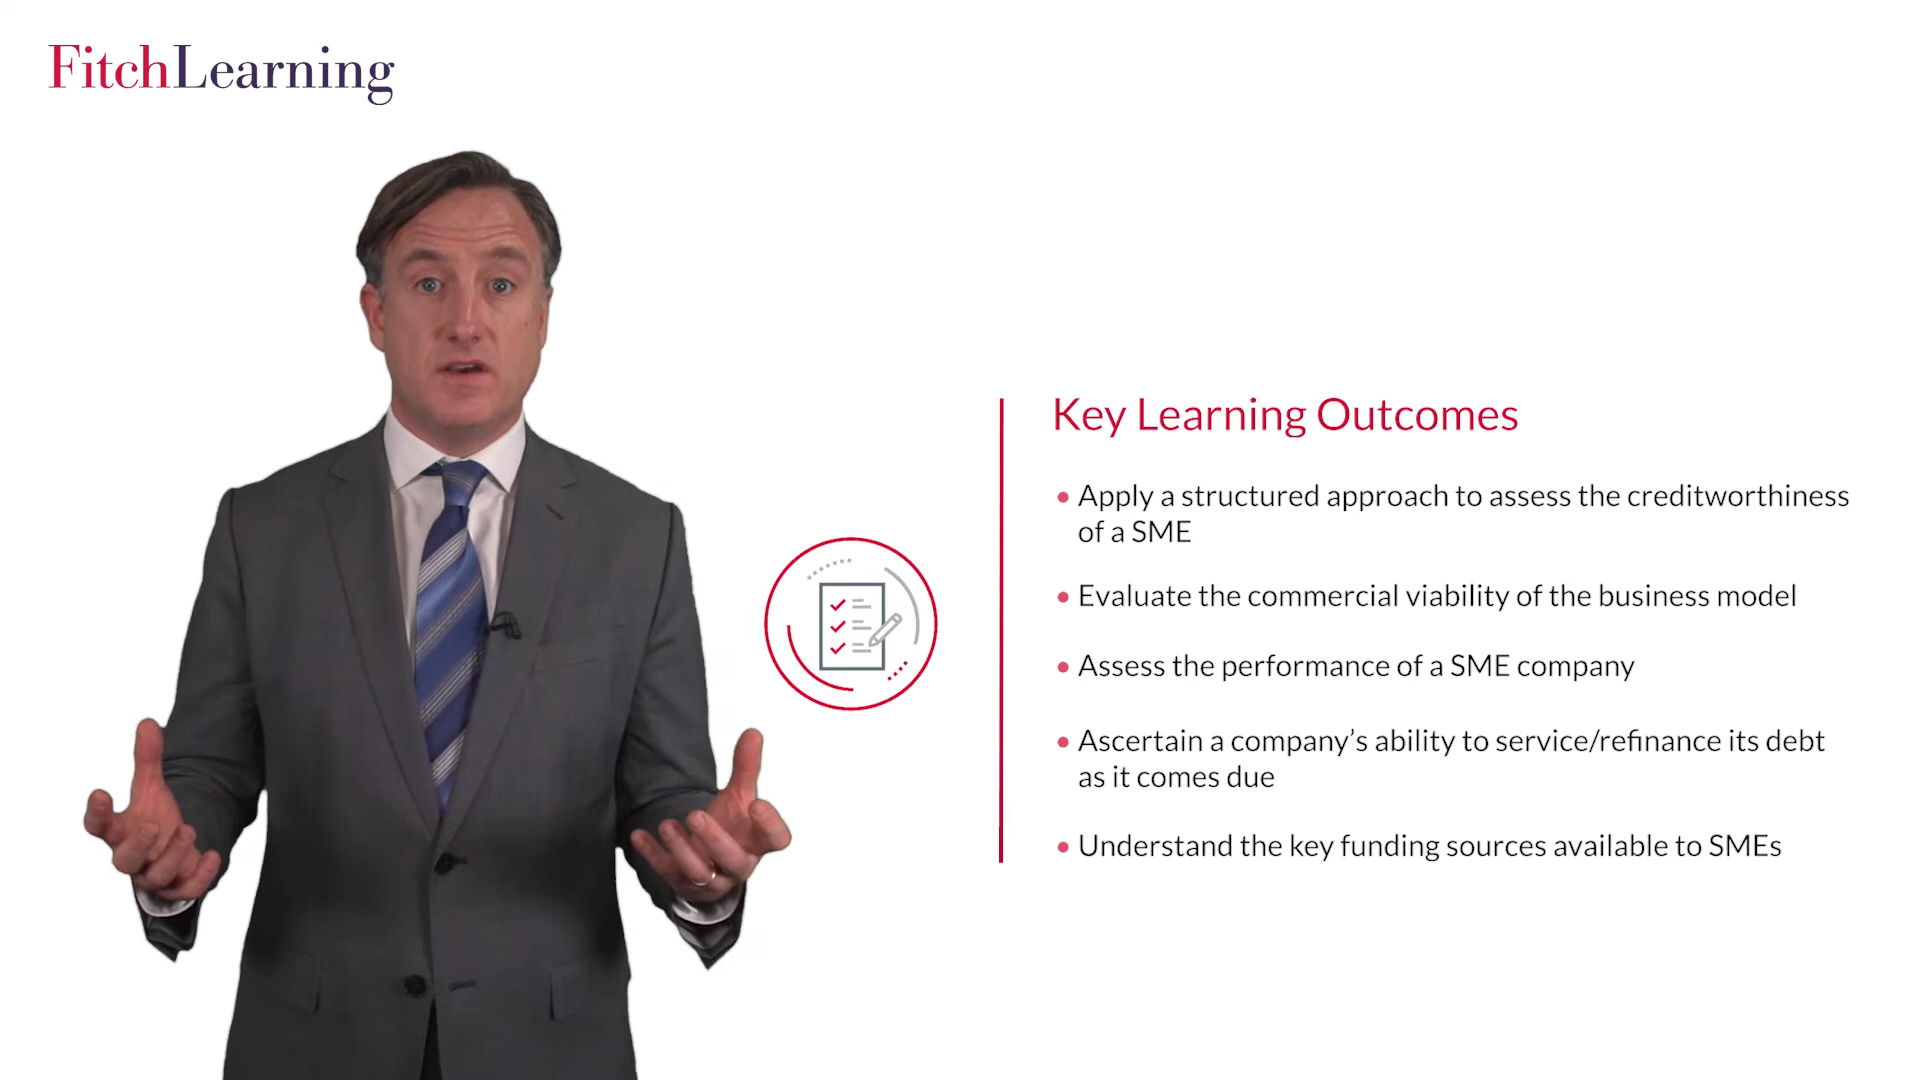 FitchLearning
Key Learning Outcomes
• Apply a structured approach to assess the creditworthiness
of a SME
• Evaluate the commercial viability of the business model
• Assess the performance of a SME company
• Ascertain a company’s ability to service/refinance its debt
as it comes due
• Understand the key funding sources available to SMEs